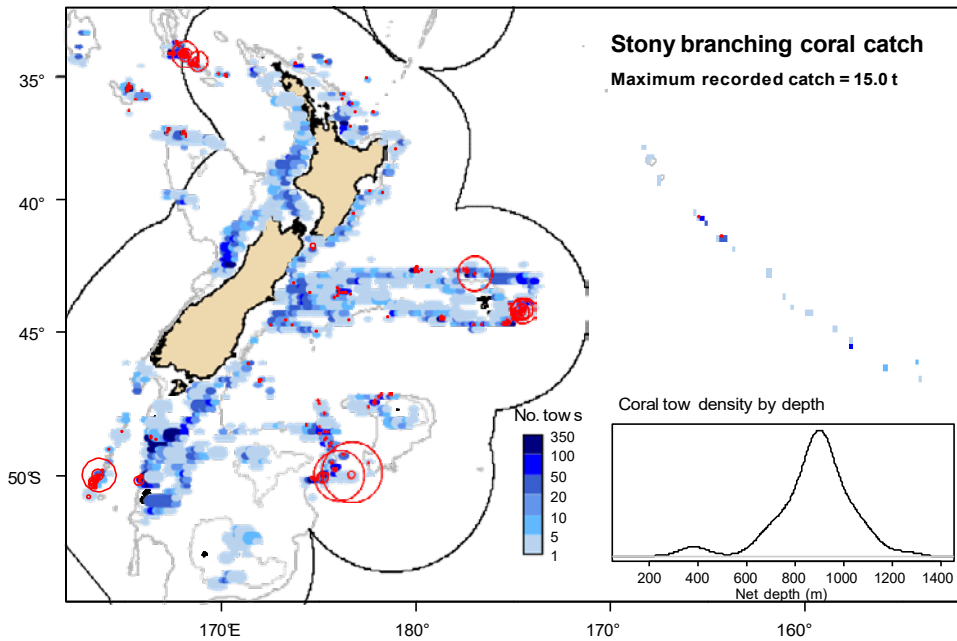 Stony branching coral catch
Maximum recorded catch = 15.0 t
35°
40°
45°
50°S
No. tows
350
100
50
20
10
5
1
Coral tow density by depth
200 400 600 800 1000 1200 1400
Net depth (m)
170°E 180° 170° 160°